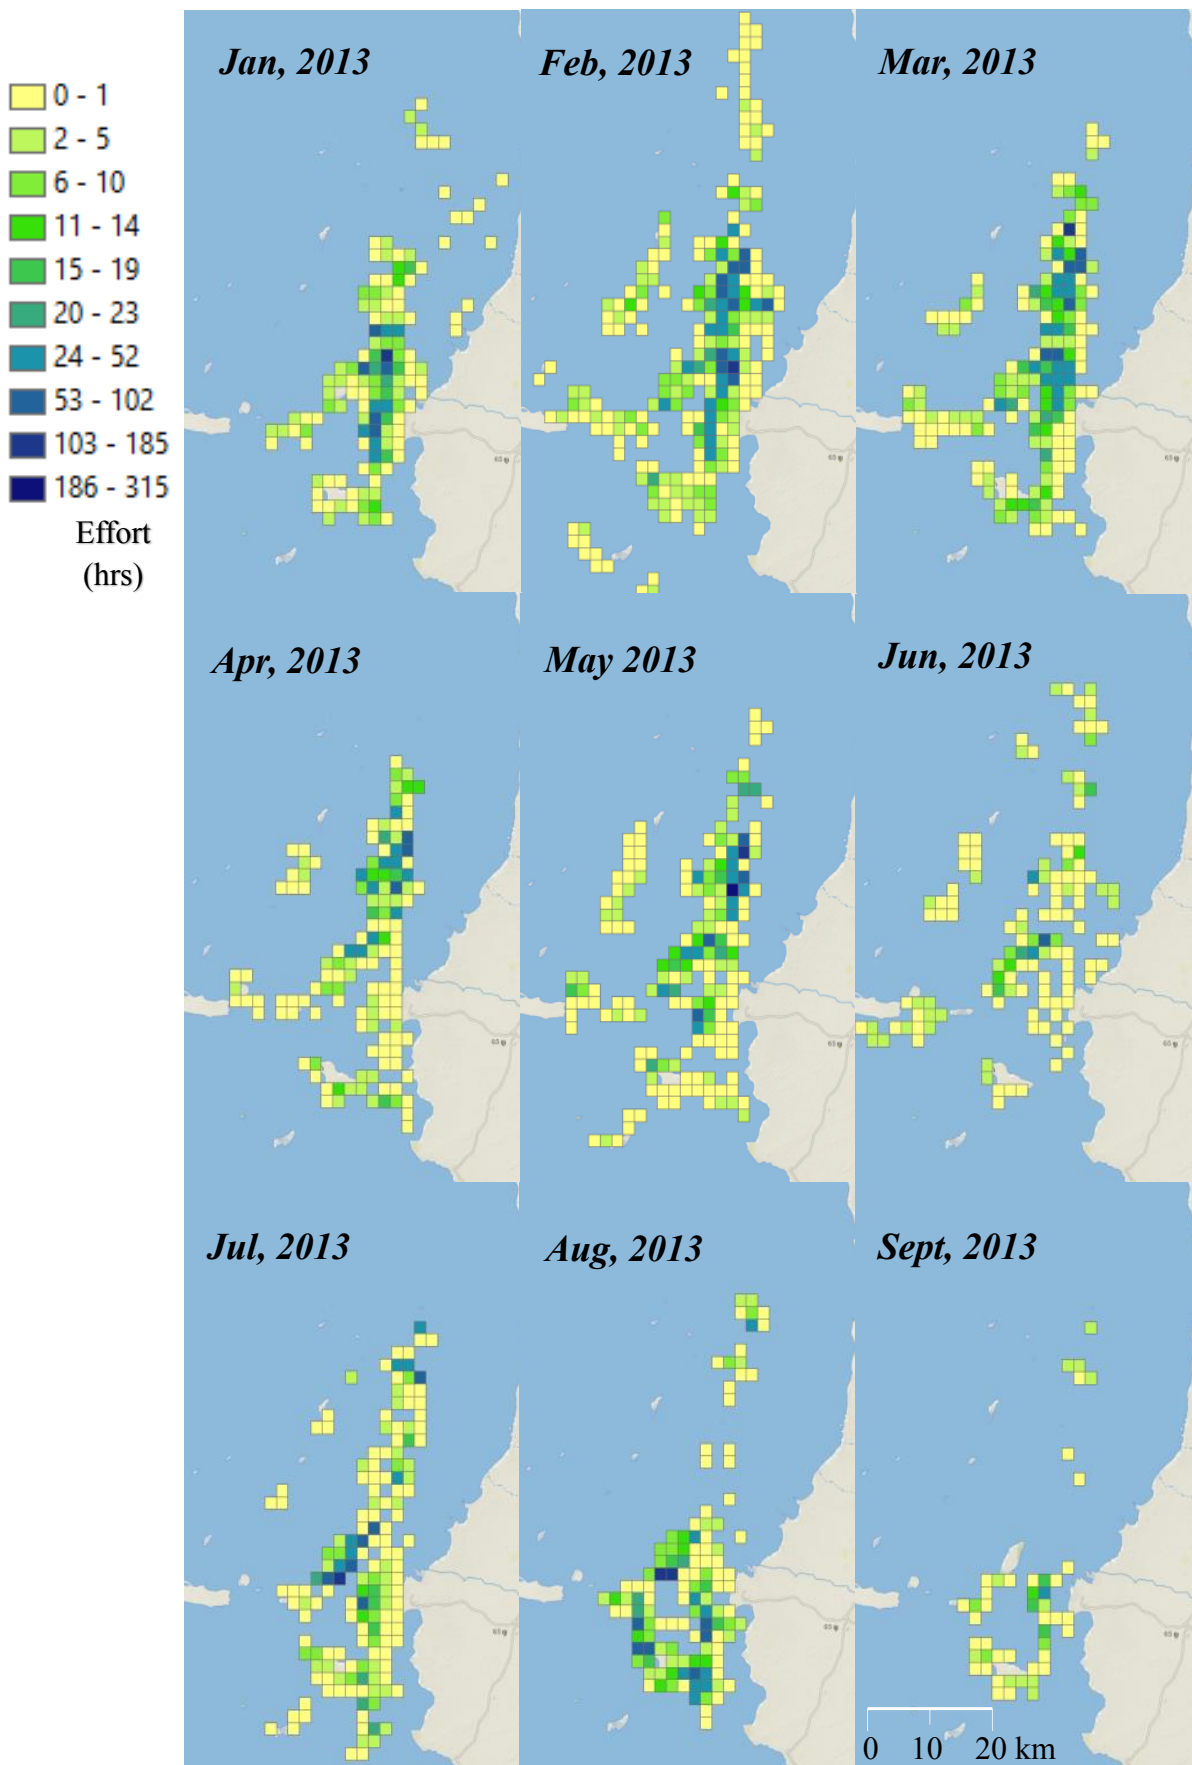 Jan, 2013
Feb, 2013
Mar, 2013
0 - 1
2 - 5
6 - 10
11 - 14
15 - 19
20 - 23
24 - 52
53 - 102
103 - 185
186 - 315
Effort
(hrs)
Apr, 2013
May 2013
Jun, 2013
Jul, 2013
Aug, 2013
Sept, 2013
0 10 20 km